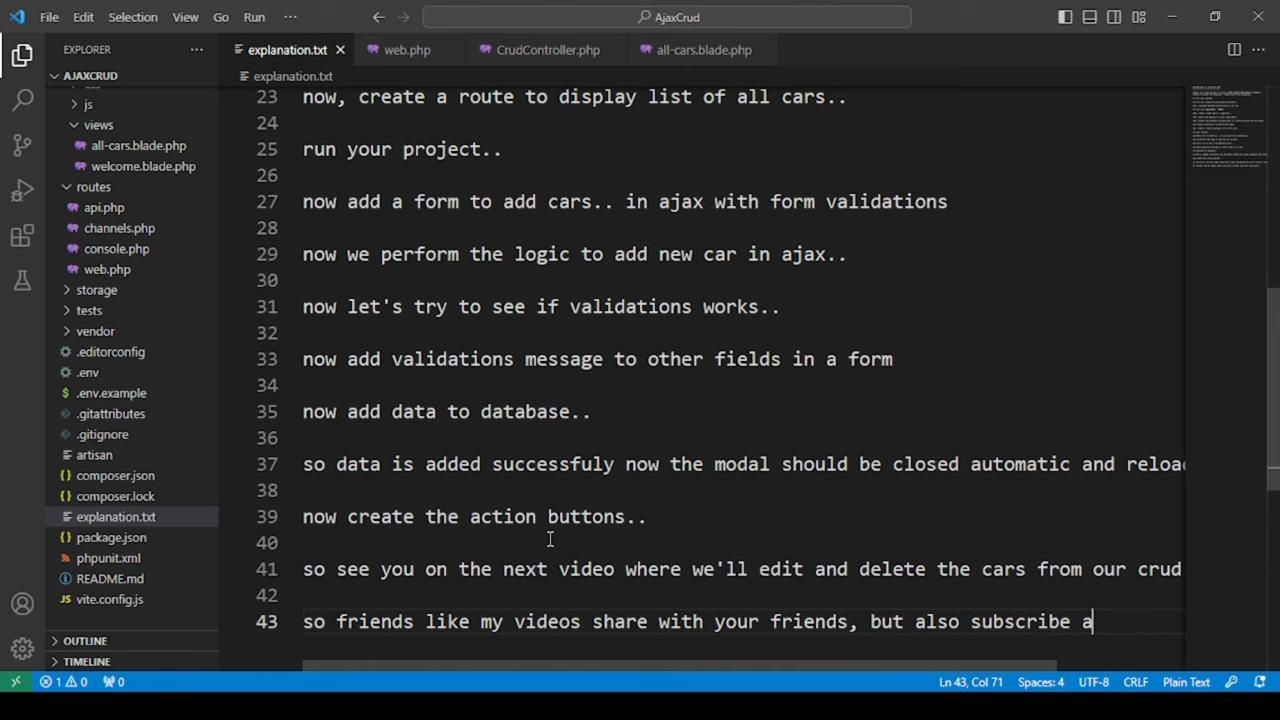 File Edit Selection View Go Run ··· AjaxCrud
EXPLORER ··· explanation.txt web.php CrudController.php all-cars.blade.php ···
AJAXCRUD explanation.txt
js
views
all-cars.blade.php
welcome.blade.php
routes
api.php
channels.php
console.php
web.php
storage
tests
vendor
.editorconfig
.env
.env.example
.gitattributes
.gitignore
artisan
composer.json
composer.lock
explanation.txt
package.json
phpunit.xml
README.md
vite.config.js
OUTLINE
TIMELINE
23 now, create a route to display list of all cars..
24
25 run your project..
26
27 now add a form to add cars.. in ajax with form validations
28
29 now we perform the logic to add new car in ajax..
30
31 now let's try to see if validations works..
32
33 now add validations message to other fields in a form
34
35 now add data to database..
36
37 so data is added successfuly now the modal should be closed automatic and reload
38
39 now create the action buttons..
40
41 so see you on the next video where we'll edit and delete the cars from our crud
42
43 so friends like my videos share with your friends, but also subscribe a
1 0 0 Ln 43, Col 71 Spaces: 4 UTF-8 CRLF Plain Text